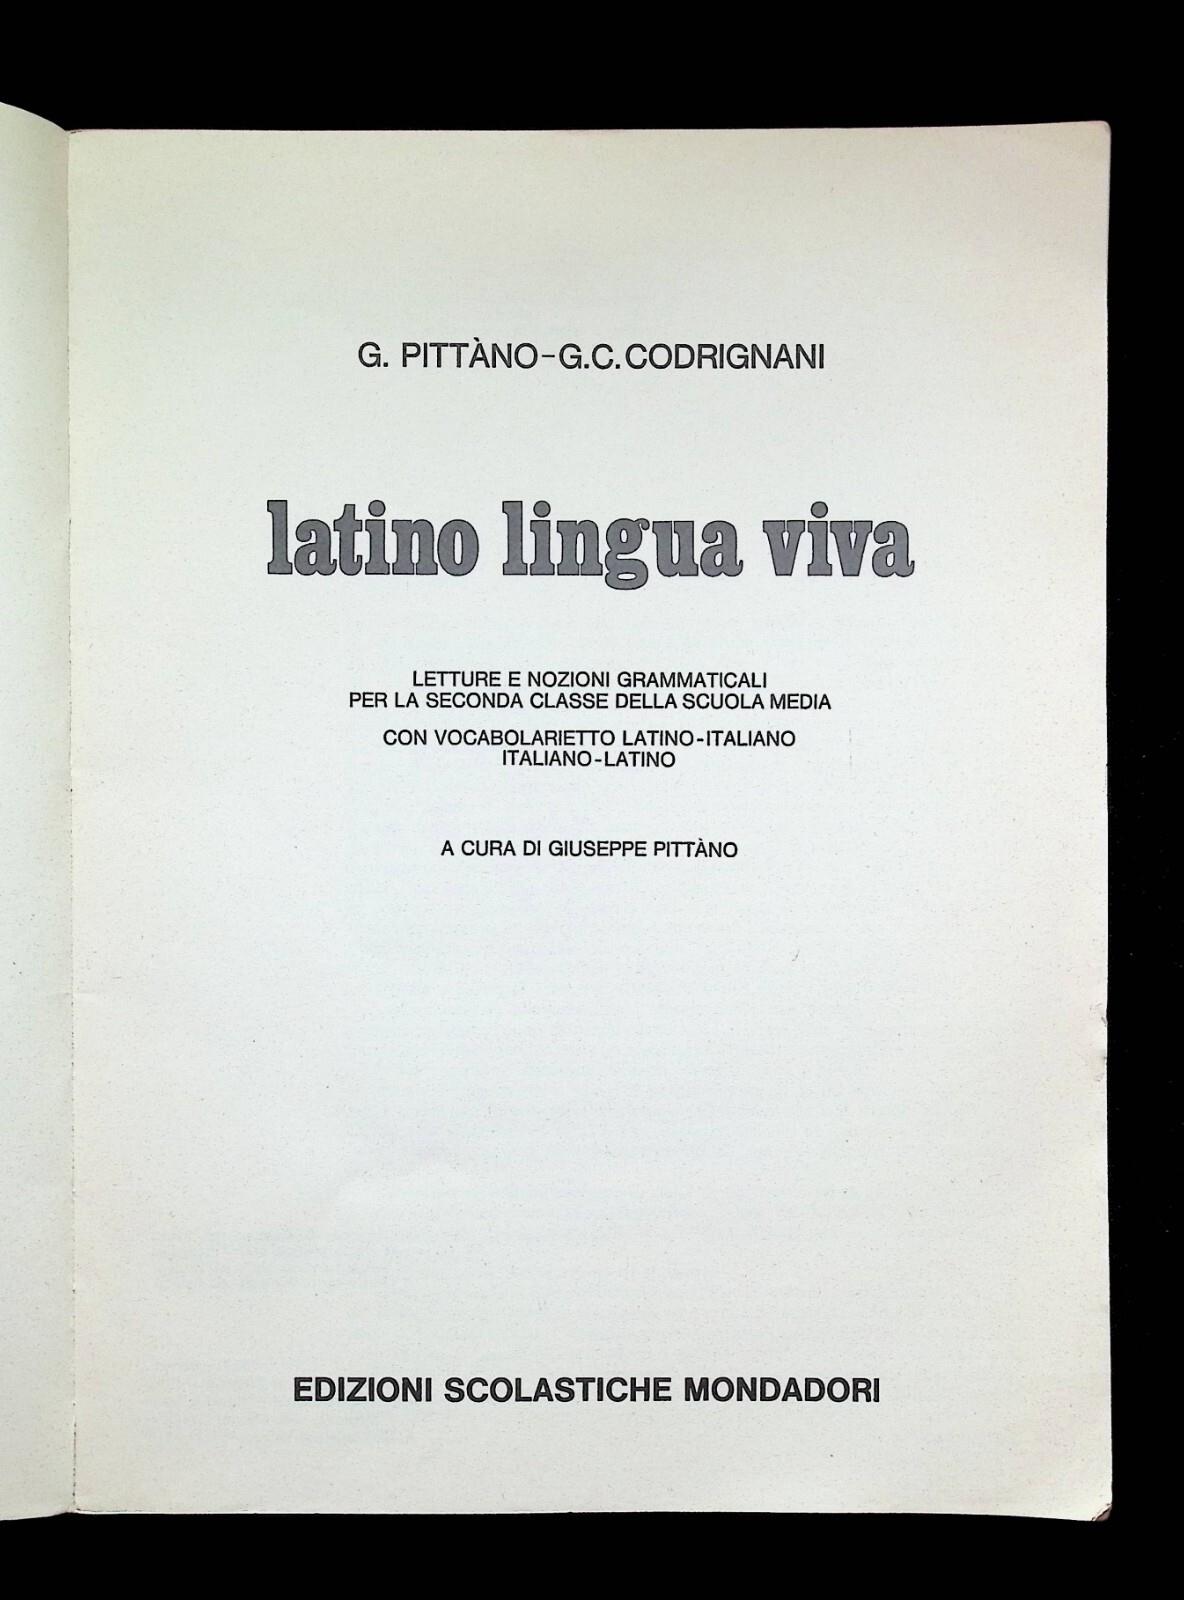 G. PITTÀNO-G.C. CODRIGNANI
latino lingua viva
LETTURE E NOZIONI GRAMMATICALI
PER LA SECONDA CLASSE DELLA SCUOLA MEDIA
CON VOCABOLARIETTO LATINO-ITALIANO
ITALIANO-LATINO
A CURA DI GIUSEPPE PITTÀNO
EDIZIONI SCOLASTICHE MONDADORI